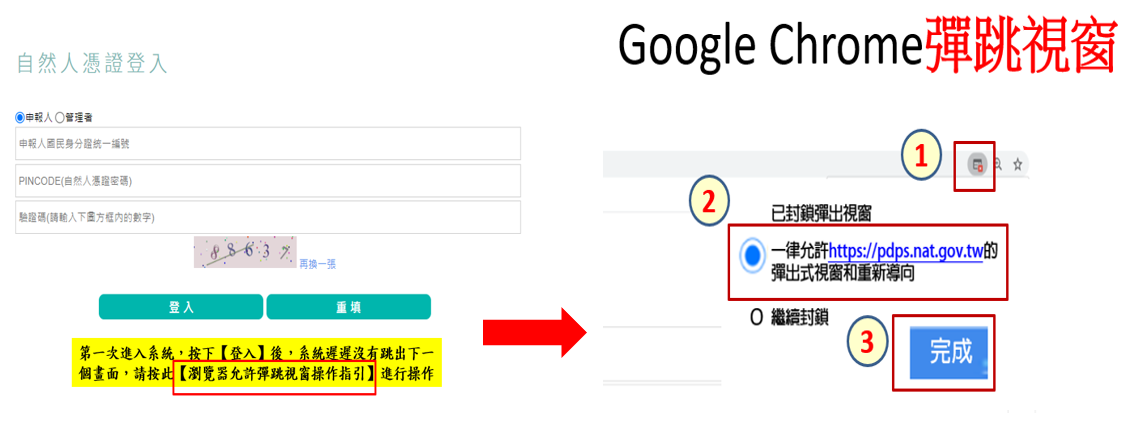 自然人憑證登入
申報人 管理者
申報人國民身分證統一編號
PINCODE(自然人憑證密碼)
驗證碼(請輸入下圖方框內的數字)
88637
再換一張
登入
重填
第一次進入系統，按下【登入】後，系統遲遲沒有跳出下一
個畫面，請按此【瀏覽器允許彈跳視窗操作指引】進行操作
Google Chrome彈跳視窗
1
2
已封鎖彈出視窗
一律允許https://pdps.nat.gov.tw的
彈出式視窗和重新導向
繼續封鎖
3
完成